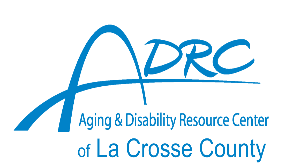 ADRC
Aging & Disability Resource Center
of La Crosse County